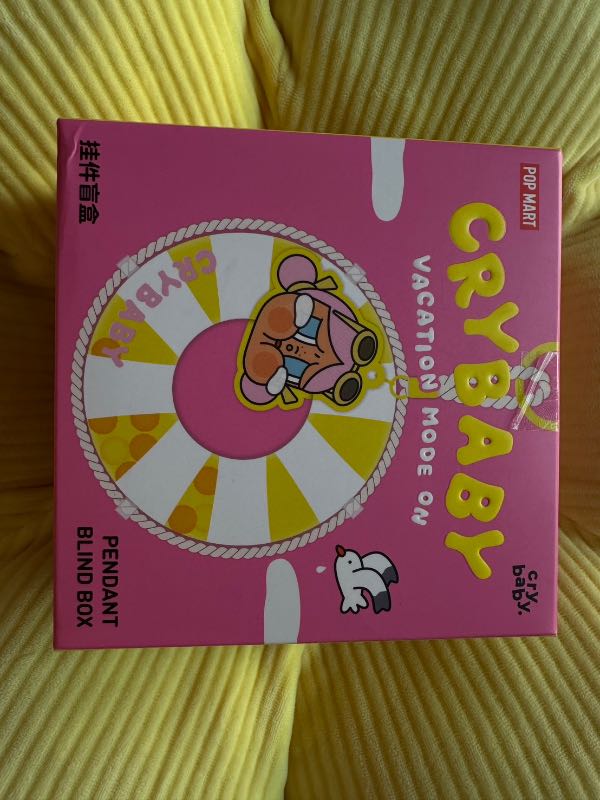 POP MART
cry
baby.
CRYBABY
VACATION MODE ON
CRYBABY
挂件盲盒
PENDANT
BLIND BOX